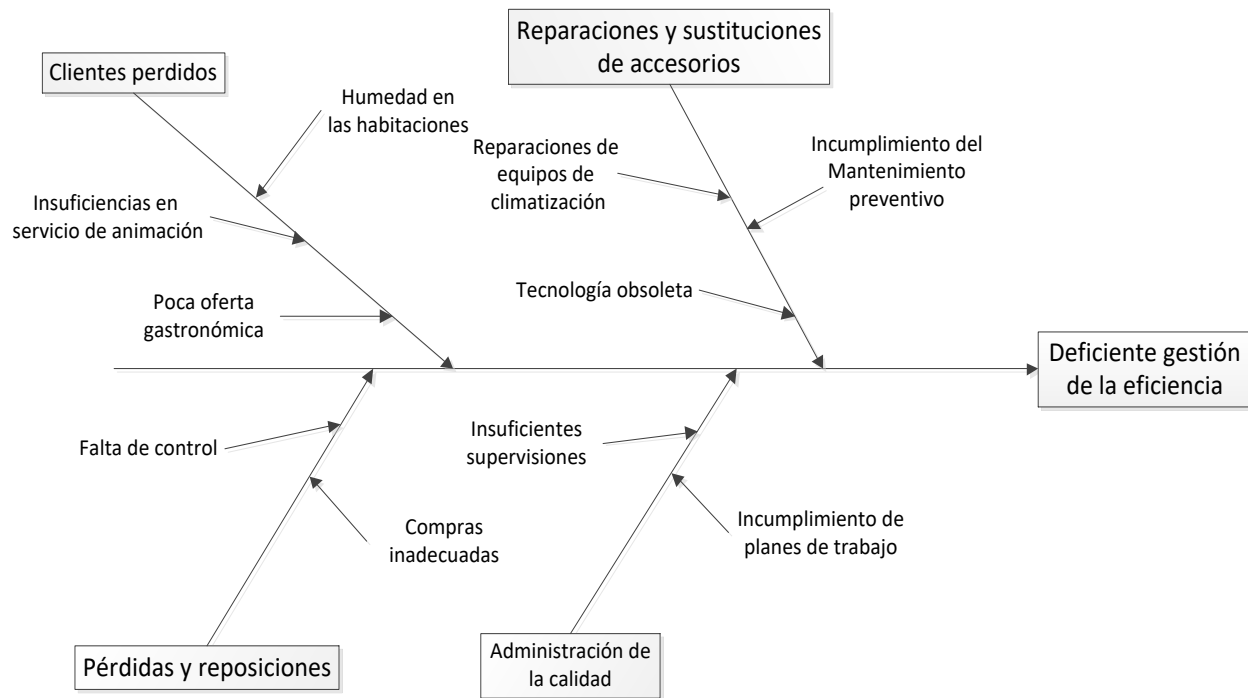 Clientes perdidos
Reparaciones y sustituciones
de accesorios
Humedad en
las habitaciones
Reparaciones de
equipos de
climatización
Incumplimiento del
Mantenimiento
preventivo
Insuficiencias en
servicio de animación
Poca oferta
gastronómica
Tecnología obsoleta
Deficiente gestión
de la eficiencia
Falta de control
Insuficientes
supervisiones
Compras
inadecuadas
Incumplimiento de
planes de trabajo
Pérdidas y reposiciones
Administración de
la calidad